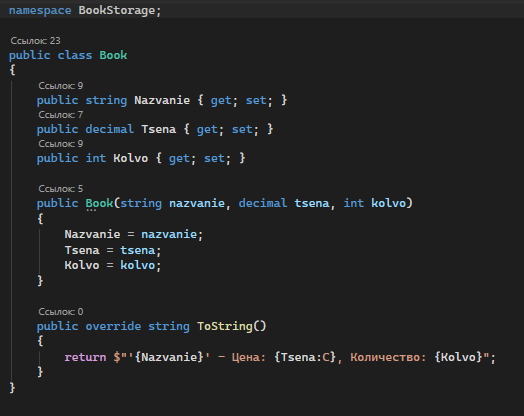 namespace BookStorage;
Ссылок: 23
public class Book
{
Ссылок: 9
public string Nazvanie { get; set; }
Ссылок: 7
public decimal Tsena { get; set; }
Ссылок: 9
public int Kolvo { get; set; }
Ссылок: 5
public Book(string nazvanie, decimal tsena, int kolvo)
{
Nazvanie = nazvanie;
Tsena = tsena;
Kolvo = kolvo;
}
Ссылок: 0
public override string ToString()
{
return $"'{Nazvanie}' - Цена: {Tsena:C}, Количество: {Kolvo}";
}
}